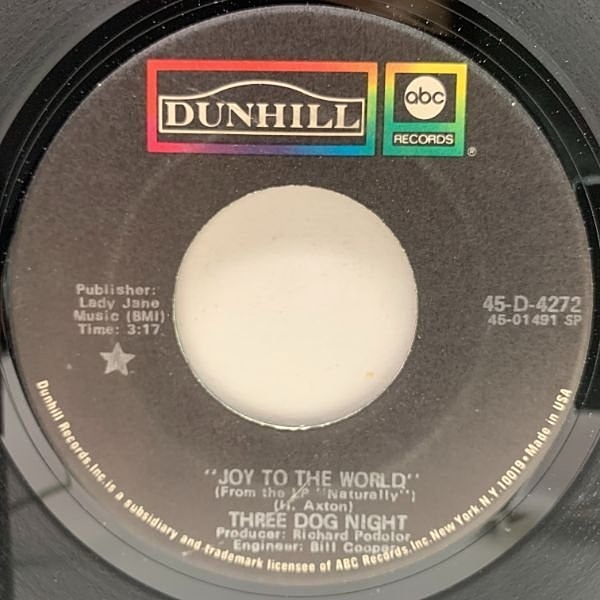 DUNHILL
abc
RECORDS
®
Publisher:
Lady Jane
Music (BMI)
Time: 3:17
45-D-4272
45-01491 SP
"JOY TO THE WORLD"
(From the LP "Naturally")
(H. Axton)
THREE DOG NIGHT
Producer: Richard Podolor
Engineer: Bill Cooper
Dunhill Records, Inc. is a subsidiary and trademark licensee of ABC Records, Inc. New York, N.Y. 10019 • Made in USA